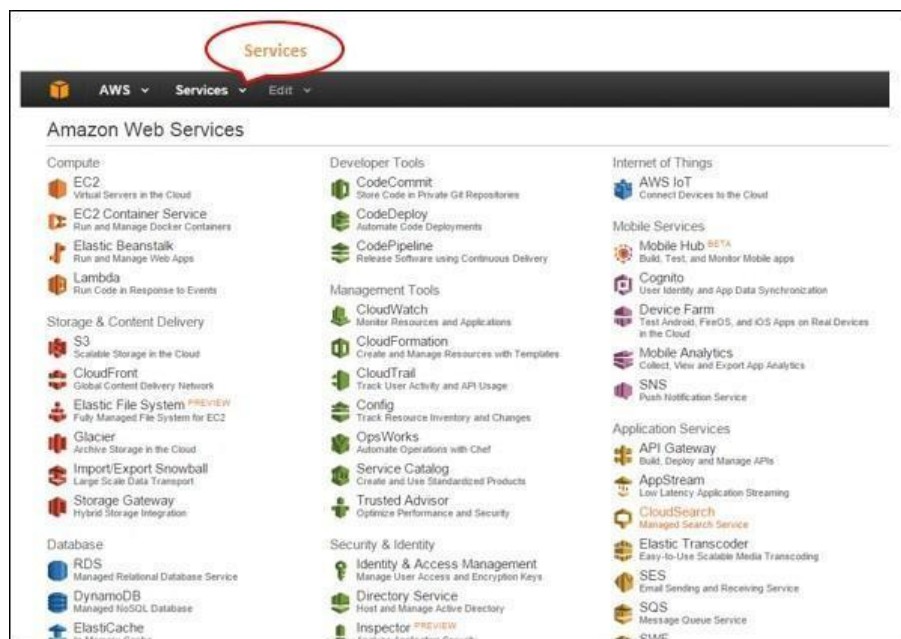 Services
AWS Services Edit
Amazon Web Services
Compute
EC2
Virtual Servers in the Cloud
EC2 Container Service
Run and Manage Docker Containers
Elastic Beanstalk
Run and Manage Web Apps
Lambda
Run Code in Response to Events
Storage & Content Delivery
S3
Scalable Storage in the Cloud
CloudFront
Global Content Delivery Network
Elastic File System PREVIEW
Fully Managed File System for EC2
Glacier
Archive Storage in the Cloud
Import/Export Snowball
Large Scale Data Transport
Storage Gateway
Hybrid Storage Integration
Database
RDS
Managed Relational Database Service
DynamoDB
Managed NoSQL Database
ElastiCache
Developer Tools
CodeCommit
Store Code in Private Git Repositories
CodeDeploy
Automate Code Deployments
CodePipeline
Release Software using Continuous Delivery
Management Tools
CloudWatch
Monitor Resources and Applications
CloudFormation
Create and Manage Resources with Templates
CloudTrail
Track User Activity and API Usage
Config
Track Resource Inventory and Changes
OpsWorks
Automate Operations with Chef
Service Catalog
Create and Use Standardized Products
Trusted Advisor
Optimize Performance and Security
Security & Identity
Identity & Access Management
Manage User Access and Encryption Keys
Directory Service
Host and Manage Active Directory
Inspector PREVIEW
Internet of Things
AWS IoT
Connect Devices to the Cloud
Mobile Services
Mobile Hub BETA
Build, Test, and Monitor Mobile apps
Cognito
User Identity and App Data Synchronization
Device Farm
Test Android, FireOS, and iOS Apps on Real Devices
in the Cloud
Mobile Analytics
Collect, View and Export App Analytics
SNS
Push Notification Service
Application Services
API Gateway
Build, Deploy and Manage APIs
AppStream
Low Latency Application Streaming
CloudSearch
Managed Search Service
Elastic Transcoder
Easy-to-Use Scalable Media Transcoding
SES
Email Sending and Receiving Service
SQS
Message Queue Service
SWF